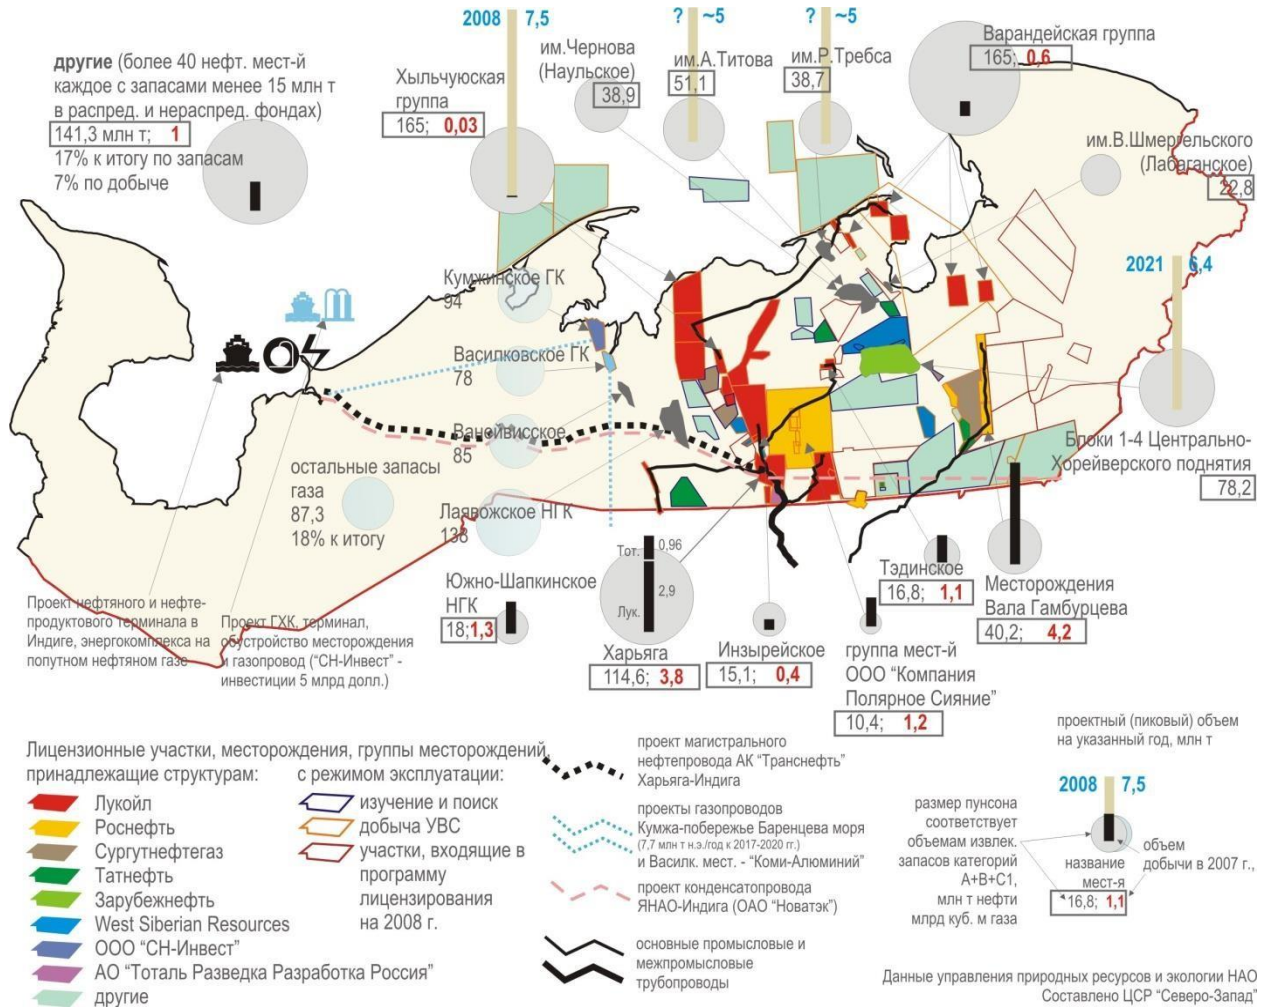 другие (более 40 нефт. мест-й
каждое с запасами менее 15 млн т
в распред. и нераспред. фондах)
141,3 млн т; 1
17% к итогу по запасам
7% по добыче
2008 7,5
Хыльчуюская
группа
165; 0,03
им.Чернова
(Наульское)
38,9
? ~5
им.А.Титова
51,1
? ~5
им.Р.Требса
38,7
Варандейская группа
165; 0,6
им.В.Шмергельского
(Лабаганское)
22,8
2021 6,4
Блоки 1-4 Центрально-
Хорейверского поднятия
78,2
Кумжинское ГК
94
Василковское ГК
78
Ванейвисское
85
Лаявожское НГК
138
остальные запасы
газа
87,3
18% к итогу
Проект нефтяного и нефте-
продуктового терминала в
Индиге, энергокомплекса на
попутном нефтяном газе
Проект ГХК, терминал,
обустройство месторождения
и газопровод ("СН-Инвест" -
инвестиции 5 млрд долл.)
Южно-Шапкинское
НГК
18;1,3
Тот. 0,96
2,9
Лук.
Харьяга
114,6; 3,8
Инзырейское
15,1; 0,4
группа мест-й
ООО "Компания
Полярное Сияние"
10,4; 1,2
Тэдинское
16,8; 1,1
Месторождения
Вала Гамбурцева
40,2; 4,2
Лицензионные участки, месторождения, группы месторождений,
принадлежащие структурам:
Лукойл
Роснефть
Сургутнефтегаз
Татнефть
Зарубежнефть
West Siberian Resources
ООО "СН-Инвест"
АО "Тоталь Разведка Разработка Россия"
другие
с режимом эксплуатации:
изучение и поиск
добыча УВС
участки, входящие в
программу
лицензирования
на 2008 г.
проект магистрального
нефтепровода АК "Транснефть"
Харьяга-Индига
проекты газопроводов
Кумжа-побережье Баренцева моря
(7,7 млн т н.э./год к 2017-2020 гг.)
и Василк. мест. - "Коми-Алюминий"
проект конденсатопровода
ЯНАО-Индига (ОАО "Новатэк")
основные промысловые и
межпромысловые
трубопроводы
проектный (пиковый) объем
на указанный год, млн т
2008 7,5
размер пунсона
соответствует
объемам извлек.
запасов категорий
А+В+С1,
млн т нефти
млрд куб. м газа
объем
добычи в 2007 г.,
название
мест-я
16,8; 1,1
Данные управления природных ресурсов и экологии НАО
Составлено ЦСР "Северо-Запад"